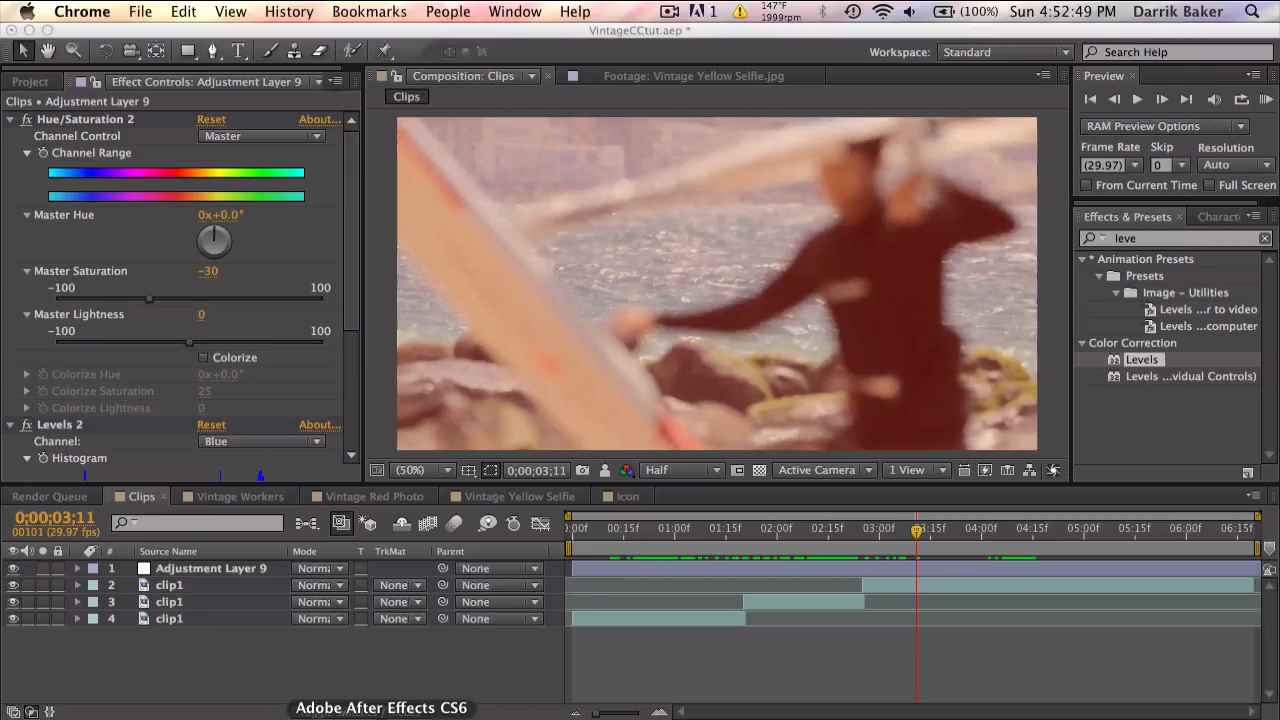 Chrome File Edit View History Bookmarks People Window Help 1 147°F 1999rpm (100%) Sun 4:52:49 PM Darrik Baker
VintageCCtut.aep *
Workspace: Standard Search Help
Project Effect Controls: Adjustment Layer 9
Clips • Adjustment Layer 9
Hue/Saturation 2 Reset About...
Channel Control Master
Channel Range
Master Hue 0x+0.0°
Master Saturation -30
-100 100
Master Lightness 0
-100 100
Colorize
Colorize Hue 0x+0.0°
Colorize Saturation 25
Colorize Lightness 0
Levels 2 Reset About...
Channel: Blue
Histogram
Composition: Clips Footage: Vintage Yellow Selfie.jpg
Clips
(50%) 0;00;03;11 Half Active Camera 1 View
Preview
RAM Preview Options
Frame Rate Skip Resolution
(29.97) 0 Auto
From Current Time Full Screen
Effects & Presets Charact
leve
* Animation Presets
Presets
Image – Utilities
Levels ...r to video
Levels ...computer
Color Correction
Levels
Levels ...vidual Controls)
Render Queue Clips Vintage Workers Vintage Red Photo Vintage Yellow Selfie Icon
0;00;03;11
00101 (29.97 fps)
:00f 00:15f 01:00f 01:15f 02:00f 02:15f 03:00f 03:15f 04:00f 04:15f 05:00f 05:15f 06:00f 06:15f
# Source Name Mode T TrkMat Parent
1 Adjustment Layer 9 Norma None
2 clip1 Norma None None
3 clip1 Norma None None
4 clip1 Norma None None
Adobe After Effects CS6